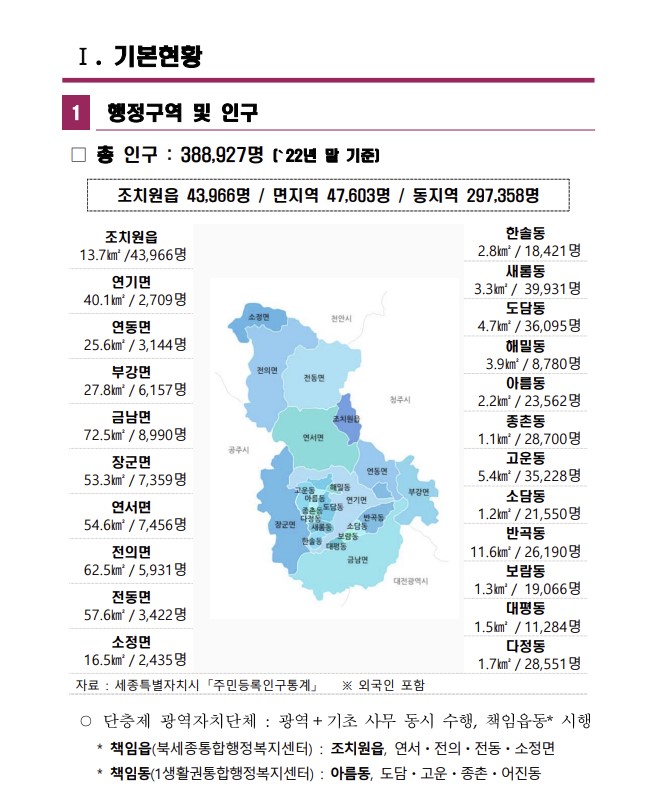 Ⅰ. 기본현황
1 행정구역 및 인구
□ 총 인구 : 388,927명 (`22년 말 기준)
조치원읍 43,966명 / 면지역 47,603명 / 동지역 297,358명
조치원읍
13.7㎢/43,966명
연기면
40.1㎢ / 2,709명
연동면
25.6㎢ / 3,144명
부강면
27.8㎢ / 6,157명
금남면
72.5㎢ / 8,990명
장군면
53.3㎢ / 7,359명
연서면
54.6㎢ / 7,456명
전의면
62.5㎢ / 5,931명
전동면
57.6㎢ / 3,422명
소정면
16.5㎢ / 2,435명
소정면
천안시
전의면
전동면
청주시
조치원읍
연서면
공주시
연동면
고운동
해밀동
부강면
아름동
연기면
종촌동
도담동
다정동
반곡동
장군면
새롬동
소담동
한솔동
보람동
대평동
금남면
대전광역시
한솔동
2.8㎢ / 18,421명
새롬동
3.3㎢ / 39,931명
도담동
4.7㎢ / 36,095명
해밀동
3.9㎢ / 8,780명
아름동
2.2㎢ / 23,562명
종촌동
1.1㎢ / 28,700명
고운동
5.4㎢ / 35,228명
소담동
1.2㎢ / 21,550명
반곡동
11.6㎢ / 26,190명
보람동
1.3㎢ / 19,066명
대평동
1.5㎢ / 11,284명
다정동
1.7㎢ / 28,551명
자료 : 세종특별자치시 「주민등록인구통계」 ※ 외국인 포함
○ 단층제 광역자치단체 : 광역＋기초 사무 동시 수행, 책임읍동* 시행
* 책임읍(북세종통합행정복지센터) : 조치원읍, 연서・전의・전동・소정면
* 책임동(1생활권통합행정복지센터) : 아름동, 도담・고운・종촌・어진동